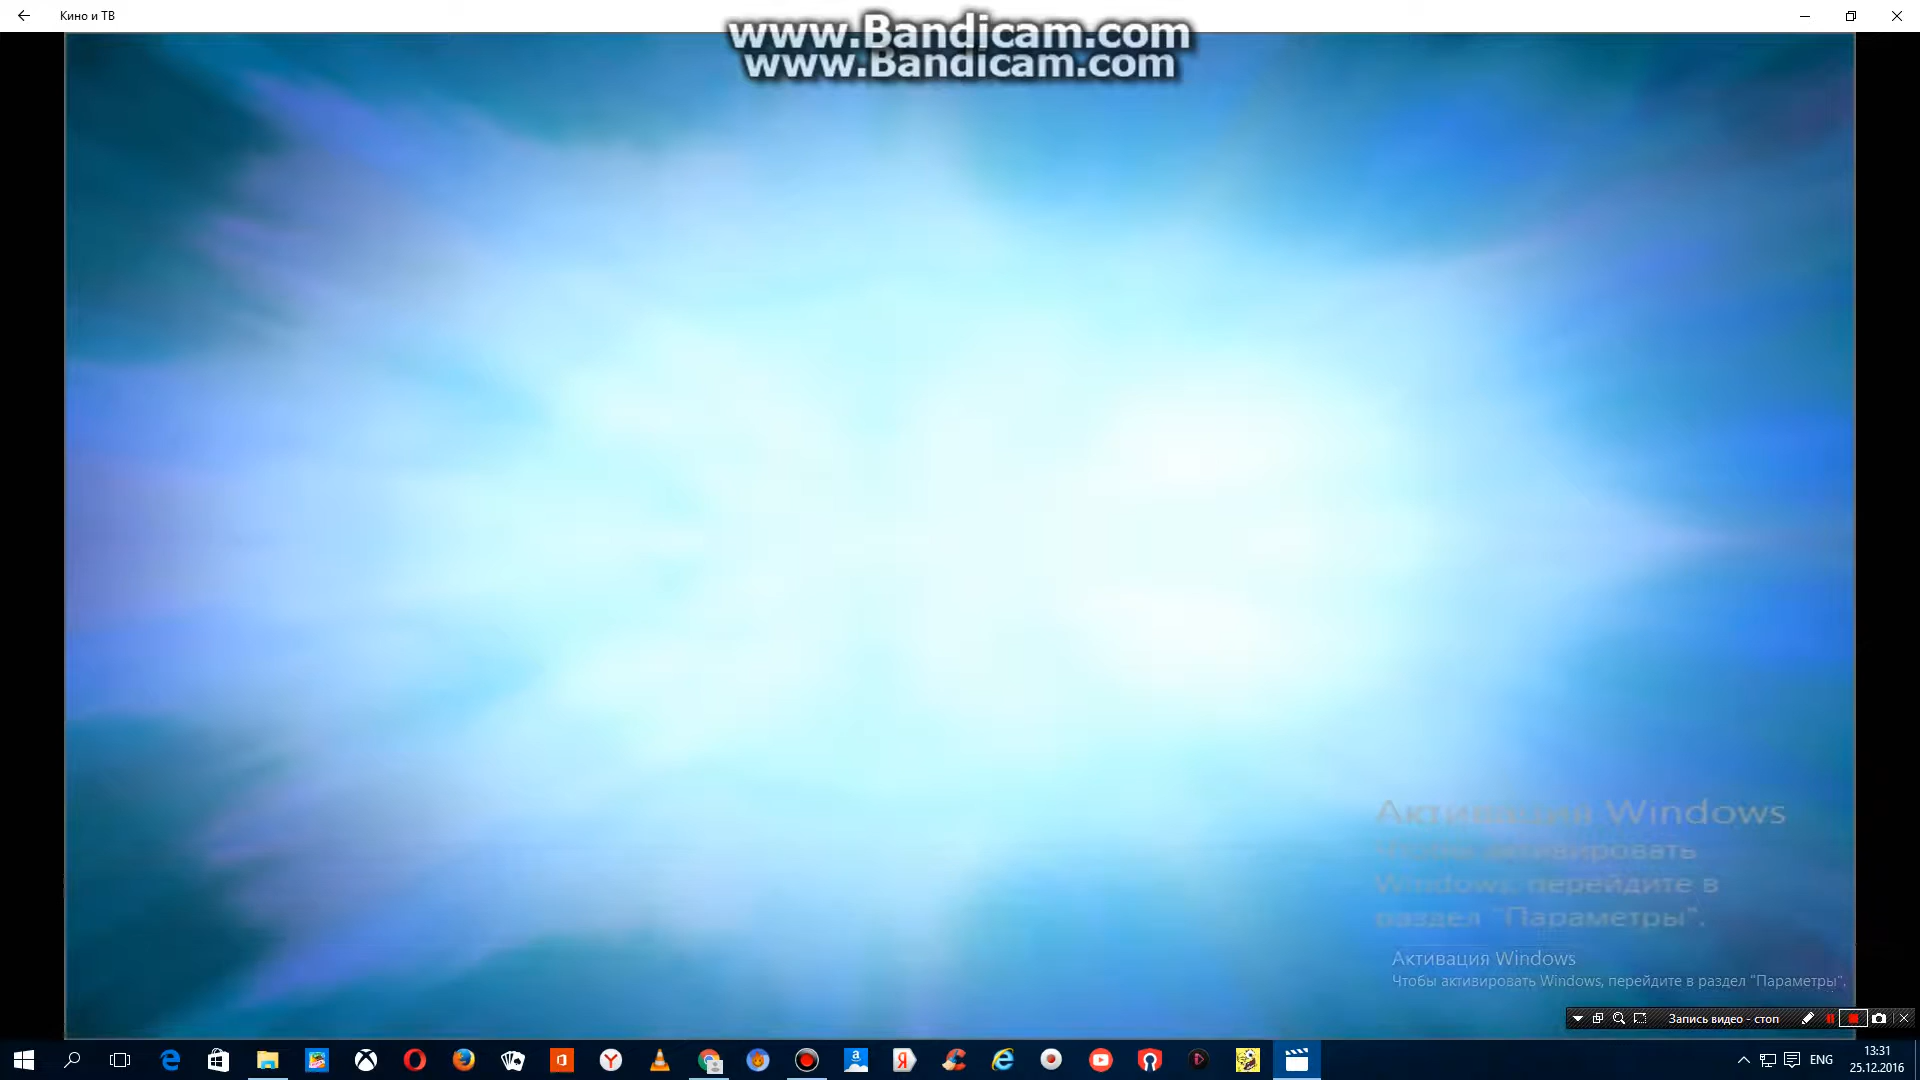 Кино и ТВ
www.Bandicam.com
www.Bandicam.com
Активация Windows
Чтобы активировать
Windows, перейдите в
раздел "Параметры".
Активация Windows
Чтобы активировать Windows, перейдите в раздел "Параметры".
Запись видео - стоп
ENG
13:31
25.12.2016